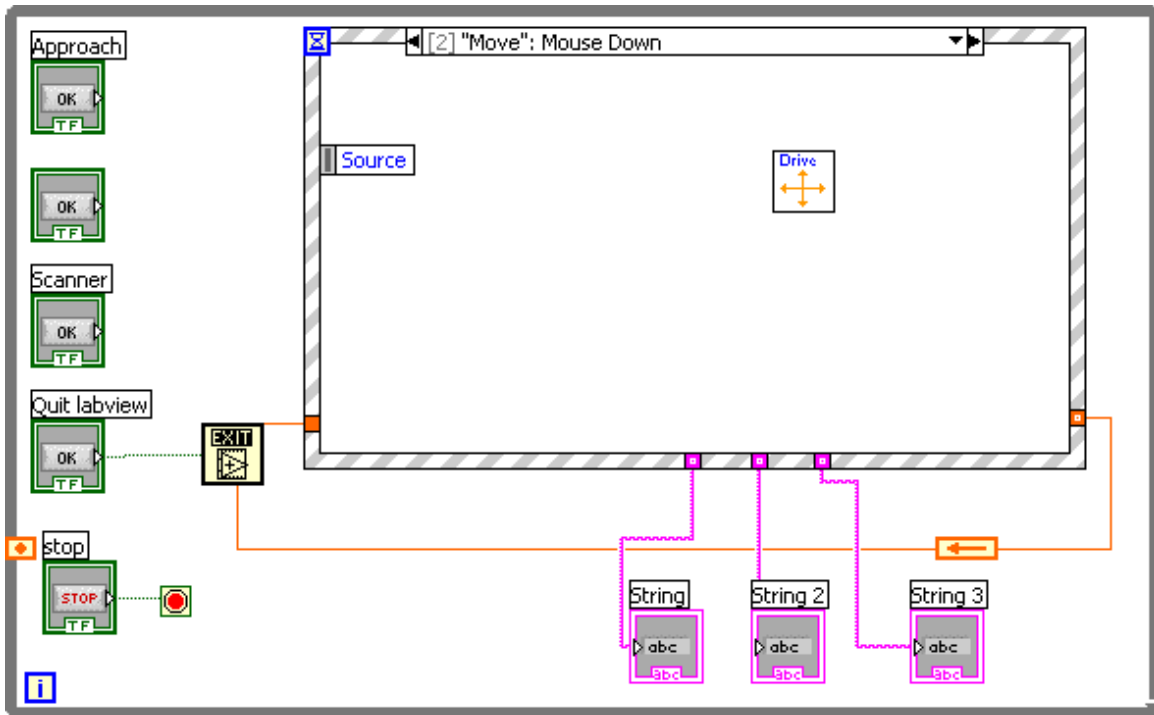 Approach
OK
TF
[2] "Move": Mouse Down
Source
Drive
OK
TF
Scanner
OK
TF
Quit labview
OK
TF
EXIT
stop
STOP
TF
String
abc
abc
String 2
abc
abc
String 3
abc
abc
i